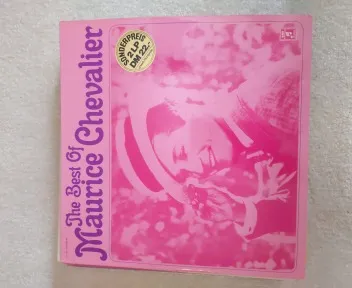 The Best Of
Maurice Chevalier
SONDERPREIS
2 LP
DM 22.-